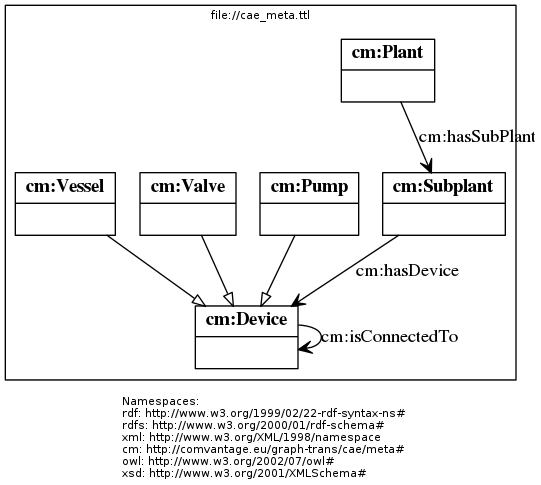 file://cae_meta.ttl
cm:Plant
cm:hasSubPlant
cm:Vessel
cm:Valve
cm:Pump
cm:Subplant
cm:hasDevice
cm:Device
cm:isConnectedTo
Namespaces:
rdf: http://www.w3.org/1999/02/22-rdf-syntax-ns#
rdfs: http://www.w3.org/2000/01/rdf-schema#
xml: http://www.w3.org/XML/1998/namespace
cm: http://comvantage.eu/graph-trans/cae/meta#
owl: http://www.w3.org/2002/07/owl#
xsd: http://www.w3.org/2001/XMLSchema#